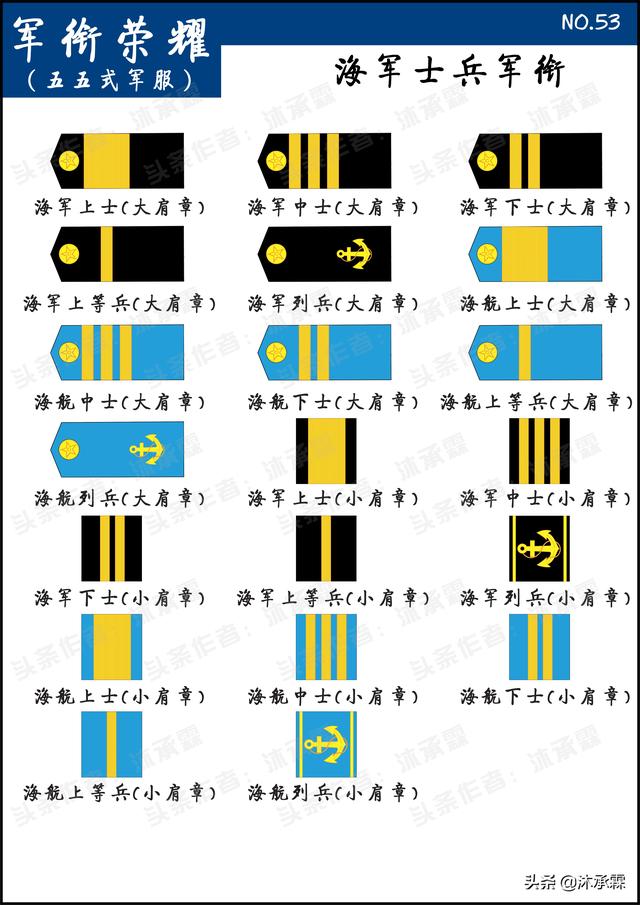 军衔荣耀
(五五式军服)
NO.53
海军士兵军衔
海军上士(大肩章)
海军中士(大肩章)
海军下士(大肩章)
海军上等兵(大肩章)
海军列兵(大肩章)
海航上士(大肩章)
海航中士(大肩章)
海航下士(大肩章)
海航上等兵(大肩章)
海航列兵(大肩章)
海军上士(小肩章)
海军中士(小肩章)
海军下士(小肩章)
海军上等兵(小肩章)
海军列兵(小肩章)
海航上士(小肩章)
海航中士(小肩章)
海航下士(小肩章)
海航上等兵(小肩章)
海航列兵(小肩章)
头条作者：沐承霖
头条 @沐承霖